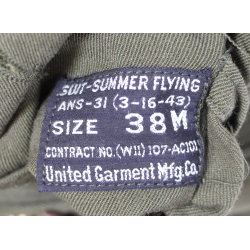 SUIT-SUMMER FLYING
ANS-31 (3-16-43)
SIZE 38M
CONTRACT NO. (W11) 107-AC101
United Garment Mfg. Co.